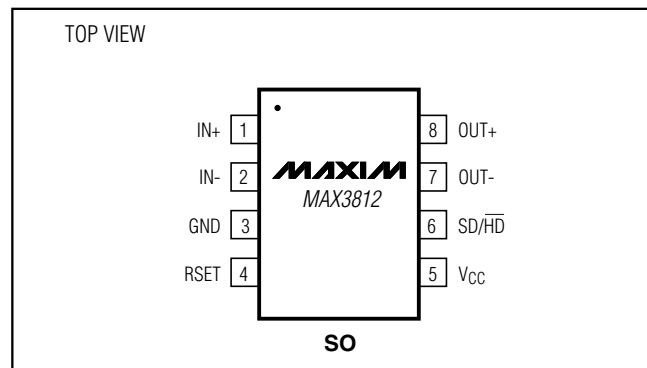 TOP VIEW
IN+ 1
IN- 2
GND 3
RSET 4
MAXIM
MAX3812
8 OUT+
7 OUT-
6 SD/H̅D̅
5 VCC
SO